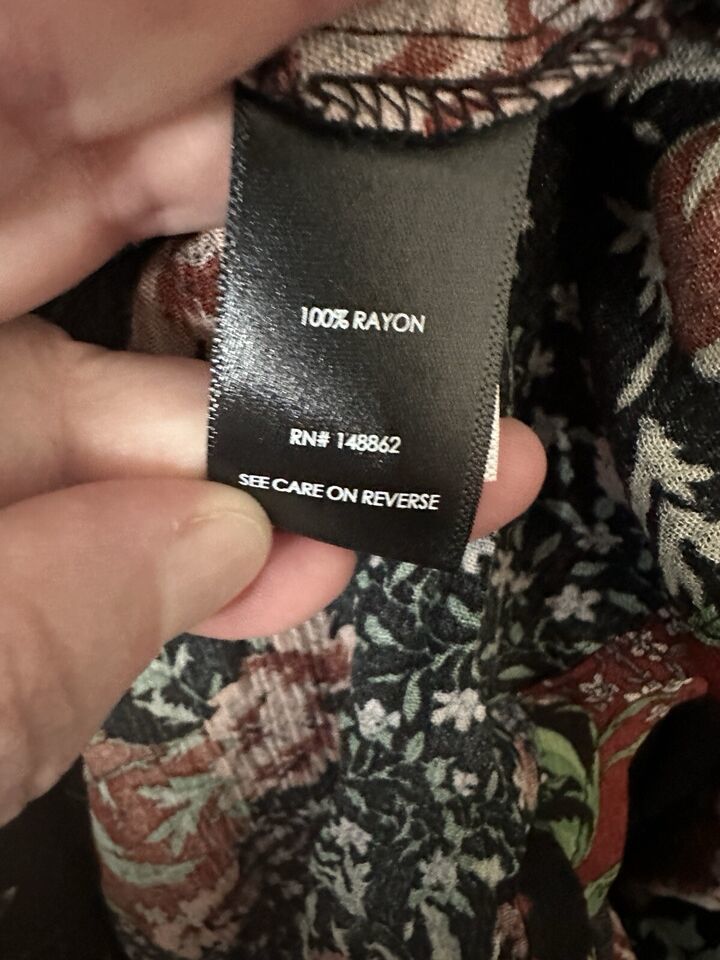 100% RAYON
RN# 148862
SEE CARE ON REVERSE